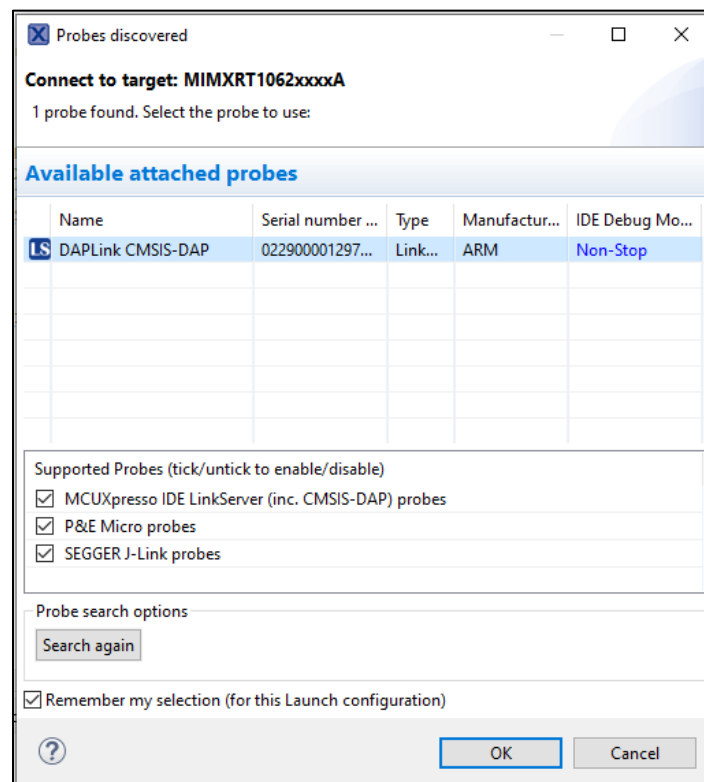 Probes discovered
Connect to target: MIMXRT1062xxxxA
1 probe found. Select the probe to use:
Available attached probes
Name Serial number ... Type Manufactur... IDE Debug Mo...
LS DAPLink CMSIS-DAP 022900001297... Link... ARM Non-Stop
Supported Probes (tick/untick to enable/disable)
MCUXpresso IDE LinkServer (inc. CMSIS-DAP) probes
P&E Micro probes
SEGGER J-Link probes
Probe search options
Search again
Remember my selection (for this Launch configuration)
? OK Cancel